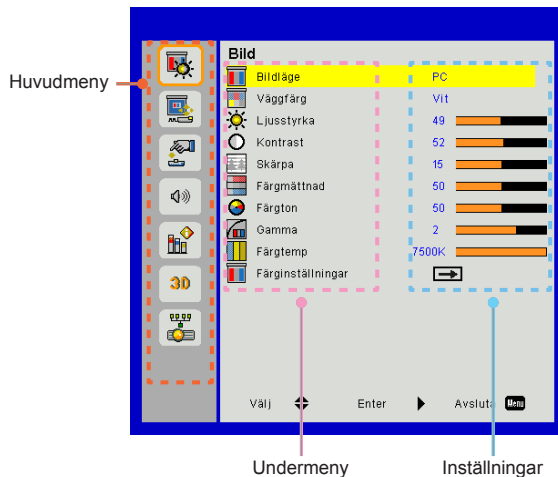 Bild
Huvudmeny
Bildläge PC
Väggfärg Vit
Ljusstyrka 49
Kontrast 52
Skärpa 15
Färgmättnad 50
Färgton 50
Gamma 2
Färgtemp 7500K
Färginställningar
3D
Välj Enter Avsluta Menu
Undermeny Inställningar